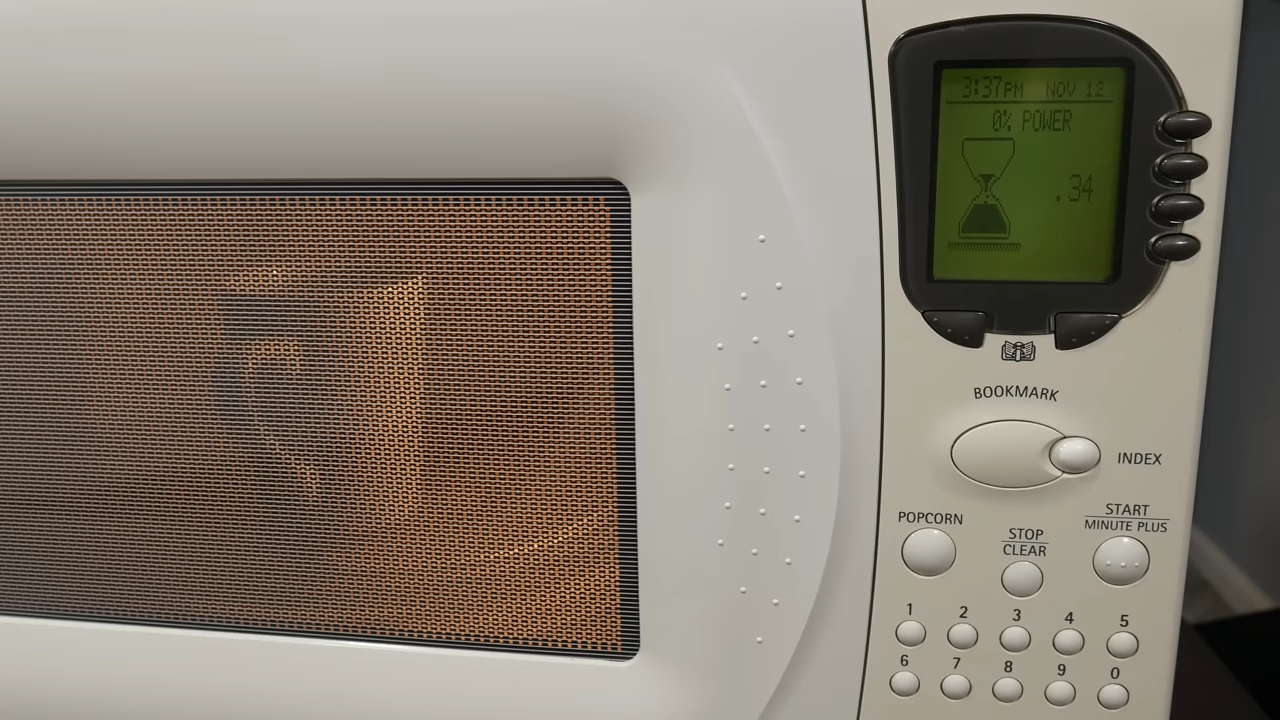 3:37PM NOV 12
0% POWER
.34
BOOKMARK
INDEX
POPCORN
STOP
CLEAR
START
MINUTE PLUS
1 2 3 4 5
6 7 8 9 0